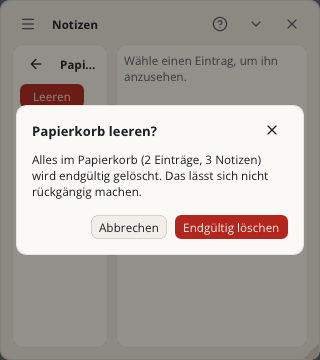 Notizen
Papi...
Leeren
Wähle einen Eintrag, um ihn
anzusehen.
Papierkorb leeren?
Alles im Papierkorb (2 Einträge, 3 Notizen)
wird endgültig gelöscht. Das lässt sich nicht
rückgängig machen.
Abbrechen
Endgültig löschen